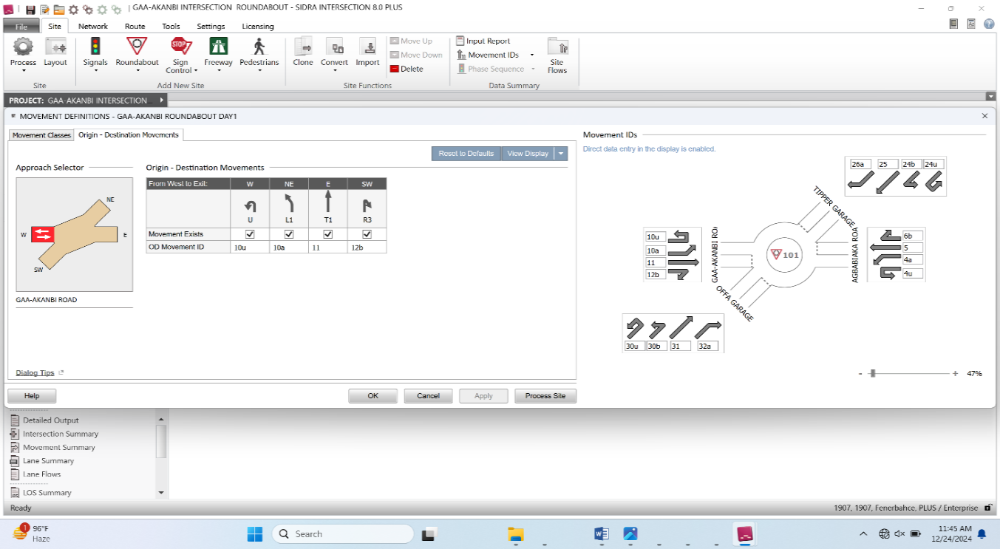 GAA-AKANBI INTERSECTION ROUNDABOUT - SIDRA INTERSECTION 8.0 PLUS
File Site Network Route Tools Settings Licensing
Process Layout Signals Roundabout Sign Control Freeway Pedestrians Clone Convert Import
Move Up
Move Down
Delete
Input Report
Movement IDs
Phase Sequence
Site Flows
Site Add New Site Site Functions Data Summary
PROJECT: GAA-AKANBI INTERSECTION...
MOVEMENT DEFINITIONS - GAA-AKANBI ROUNDABOUT DAY1
Movement Classes Origin - Destination Movements
Reset to Defaults View Display
Approach Selector
NE
W
E
SW
GAA-AKANBI ROAD
Origin - Destination Movements
From West to Exit: W NE E SW
U L1 T1 R3
Movement Exists
OD Movement ID 10u 10a 11 12b
Dialog Tips
Movement IDs
Direct data entry in the display is enabled.
26a 25 24b 24u
TIPPER GARAGE
10u
10a
11
12b
GAA-AKANBI ROA
101
AGBABIAKA ROA
6b
5
4a
4u
OFFA GARAGE
30u 30b 31 32a
- + 47%
Help OK Cancel Apply Process Site
Detailed Output
Intersection Summary
Movement Summary
Lane Summary
Lane Flows
LOS Summary
Ready 1907, 1907, Fenerbahce, PLUS / Enterprise
1
96°F
Haze
Search
11:45 AM
12/24/2024